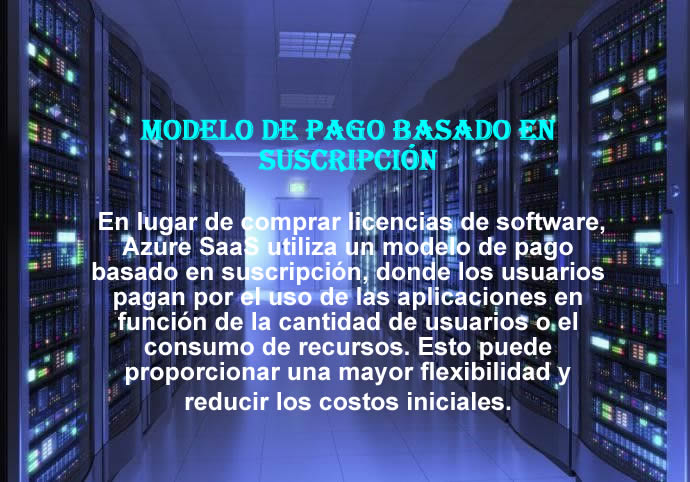 MODELO DE PAGO BASADO EN
SUSCRIPCIÓN
En lugar de comprar licencias de software,
Azure SaaS utiliza un modelo de pago
basado en suscripción, donde los usuarios
pagan por el uso de las aplicaciones en
función de la cantidad de usuarios o el
consumo de recursos. Esto puede
proporcionar una mayor flexibilidad y
reducir los costos iniciales.